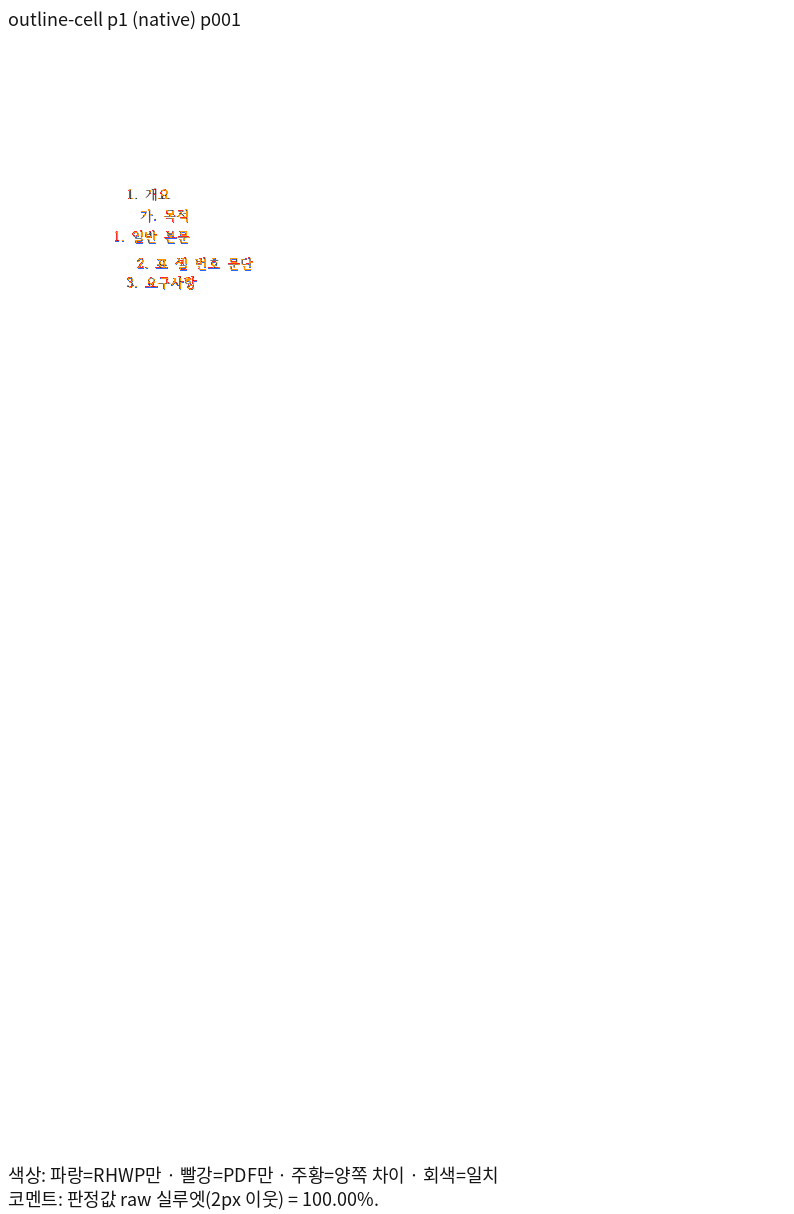 outline-cell p1 (native) p001
1. 개요
가. 목적
1. 일반 본문
2. 표 셀 번호 문단
3. 요구사항
색상: 파랑=RHWP만 · 빨강=PDF만 · 주황=양쪽 차이 · 회색=일치
코멘트: 판정값 raw 실루엣(2px 이웃) = 100.00%.